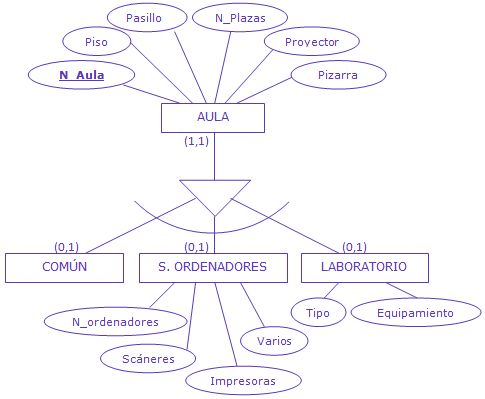 Pasillo
N_Plazas
Piso
Proyector
N_Aula
Pizarra
AULA
(1,1)
(0,1)
(0,1)
(0,1)
COMÚN
S. ORDENADORES
LABORATORIO
N_ordenadores
Tipo
Equipamiento
Varios
Scáneres
Impresoras